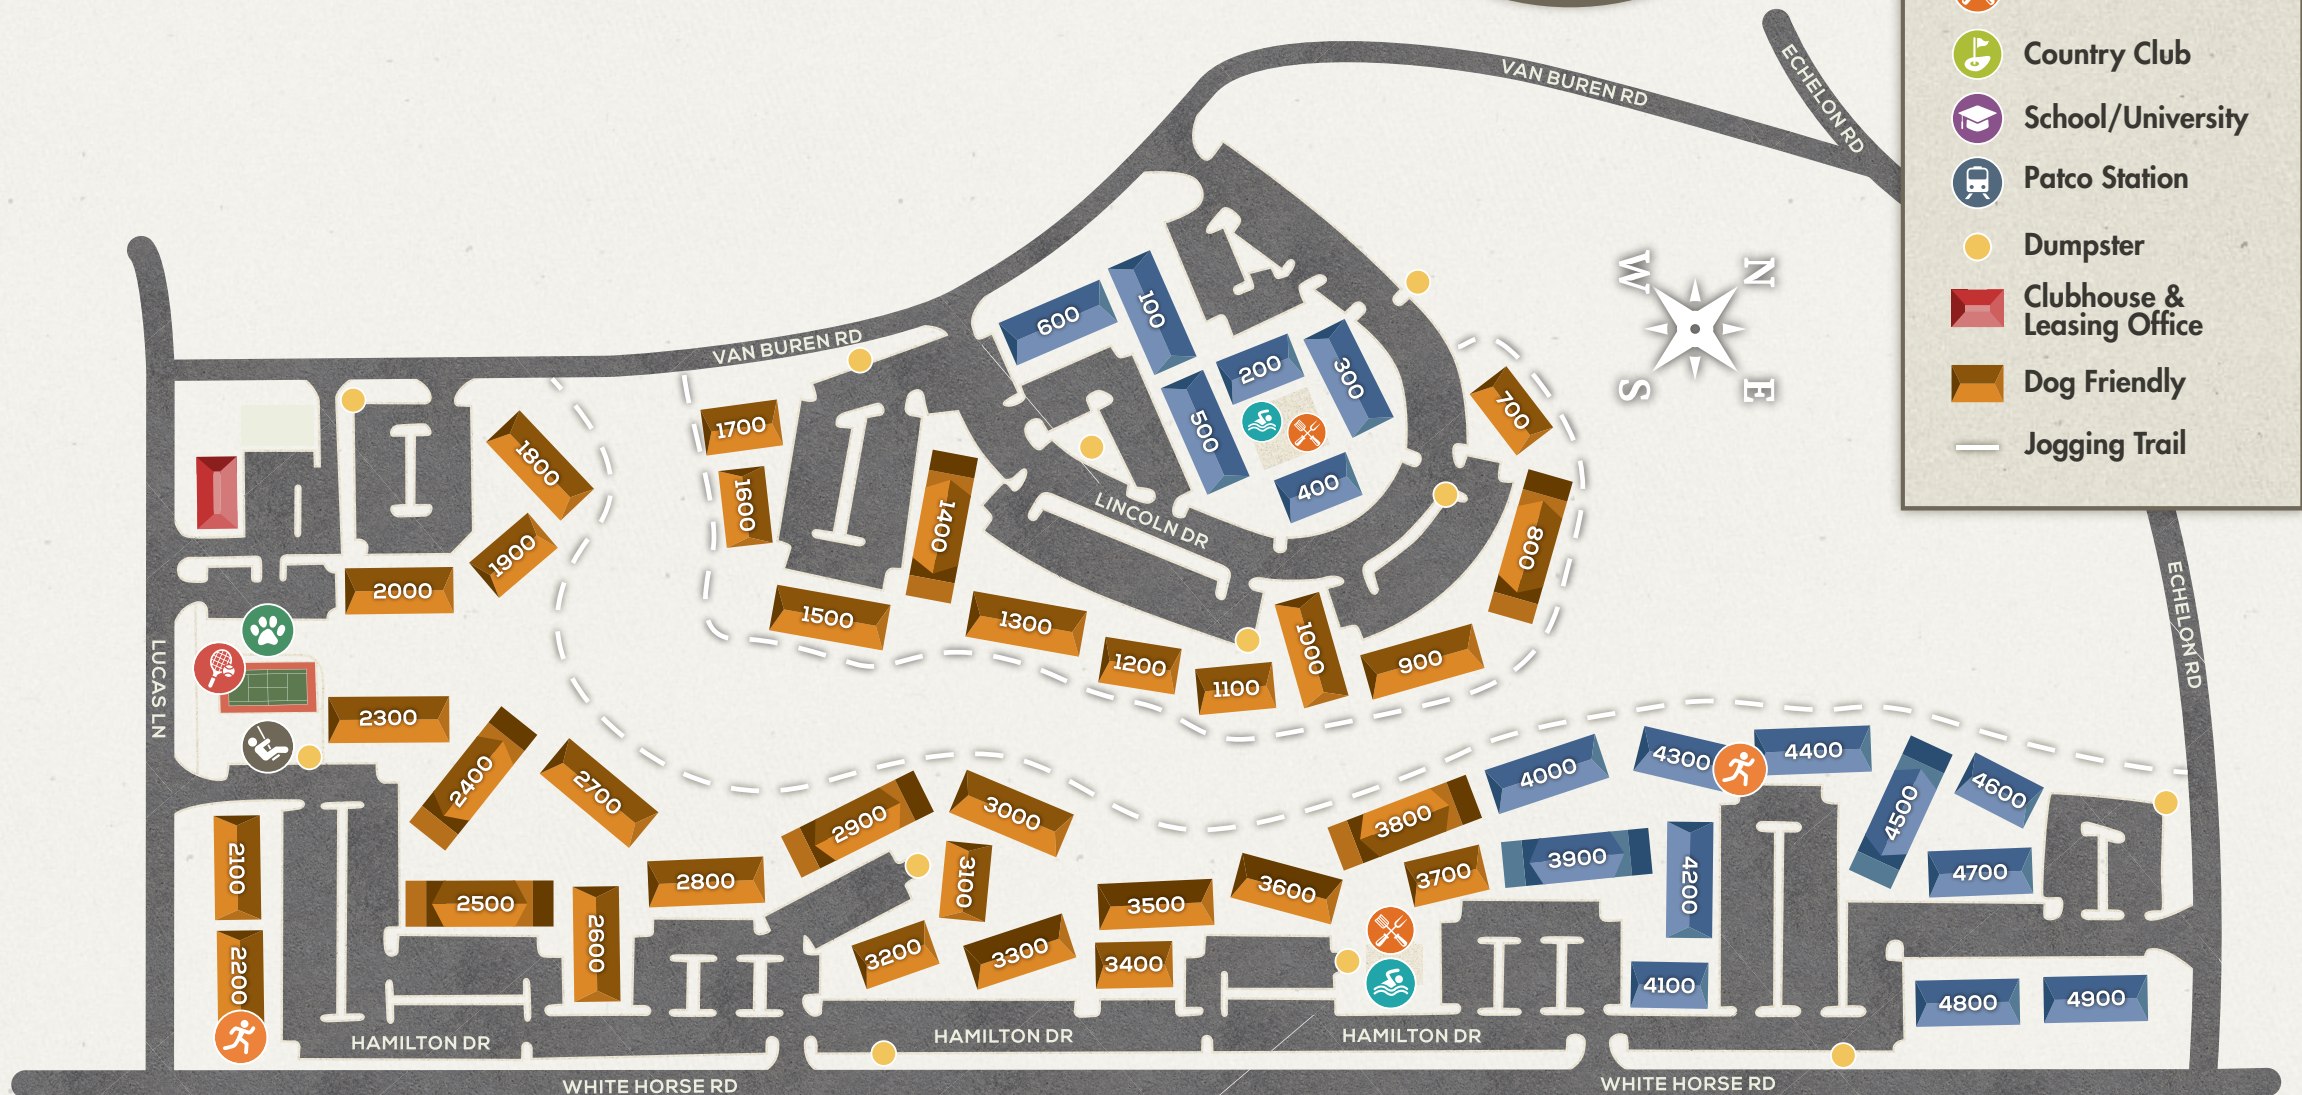 VAN BUREN RD
ECHELON RD
Country Club
School/University
Patco Station
Dumpster
Clubhouse &
Leasing Office
Dog Friendly
Jogging Trail
W
N
S
E
600
100
200
300
500
400
VAN BUREN RD
LINCOLN DR
700
800
900
1000
1100
1200
1300
1400
1500
1600
1700
1800
1900
2000
LUCAS LN
ECHELON RD
2300
2400
2700
2100
2200
2500
2600
2800
2900
3000
3100
3200
3300
3400
3500
3600
3700
3800
3900
4000
4300
4400
4200
4100
4500
4600
4700
4800
4900
HAMILTON DR
HAMILTON DR
HAMILTON DR
WHITE HORSE RD
WHITE HORSE RD